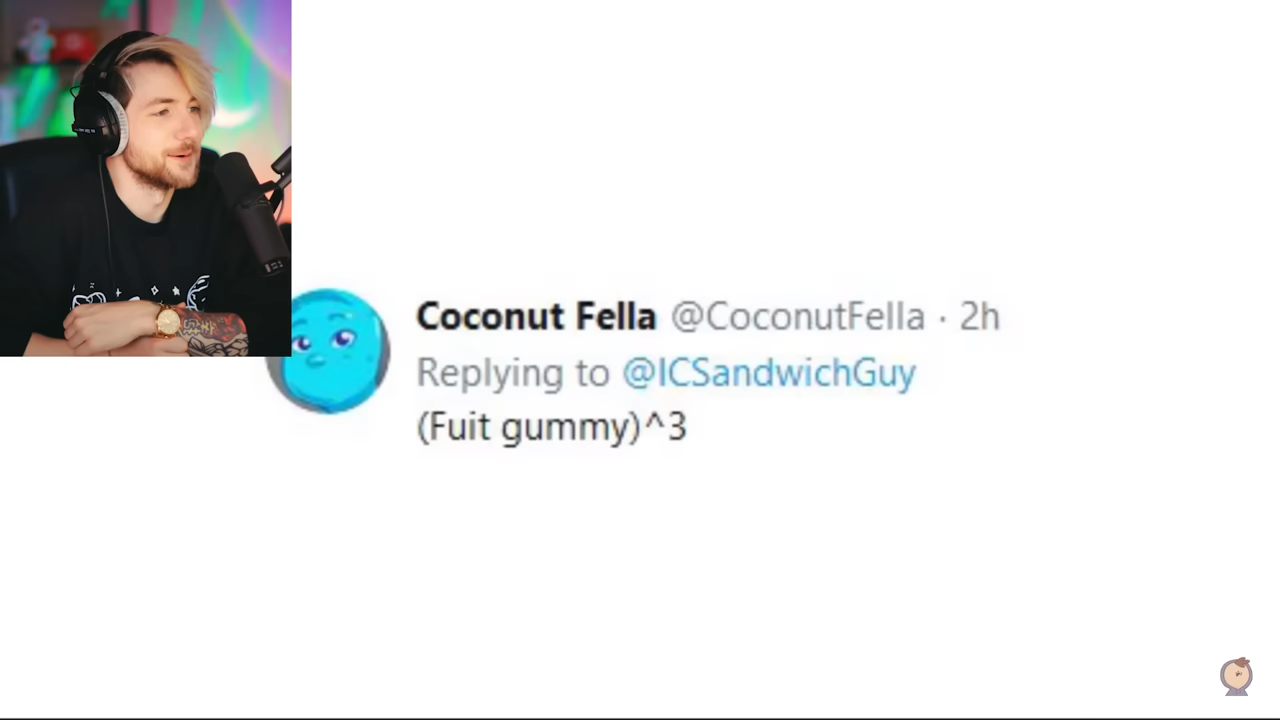 Coconut Fella @CoconutFella · 2h
Replying to @ICSandwichGuy
(Fuit gummy)^3